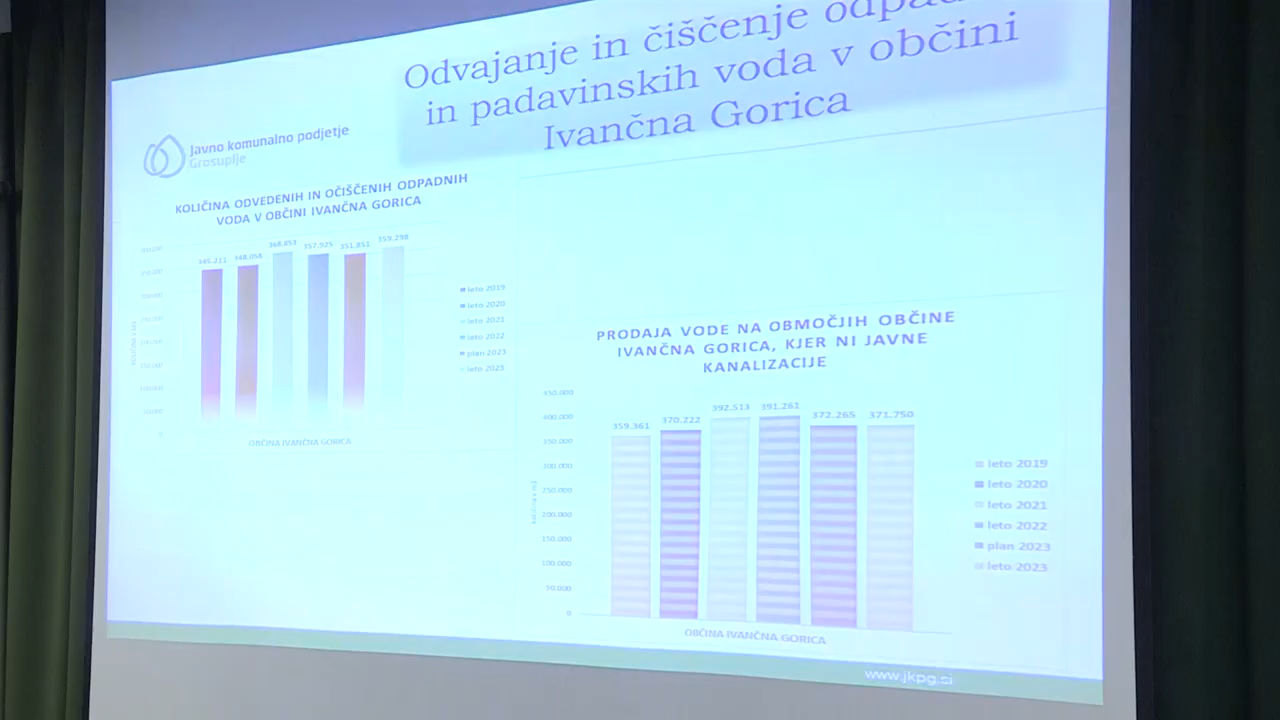 Odvajanje in čiščenje
in padavinskih voda v občini
Ivančna Gorica
Javno komunalno podjetje
Grosuplje
KOLIČINA ODVEDENIH IN OČIŠČENIH ODPADNIH
VODA V OBČINI IVANČNA GORICA
345.211 348.058 368.853 357.925 351.851 359.298
leto 2019
leto 2020
leto 2021
leto 2022
plan 2023
leto 2023
OBČINA IVANČNA GORICA
PRODAJA VODE NA OBMOČJIH OBČINE
IVANČNA GORICA, KJER NI JAVNE
KANALIZACIJE
450.000
400.000
350.000
300.000
250.000
200.000
150.000
100.000
50.000
0
količina v m3
359.361 370.222 392.513 391.261 372.265 371.750
leto 2019
leto 2020
leto 2021
leto 2022
plan 2023
leto 2023
OBČINA IVANČNA GORICA
www.jkpg.si